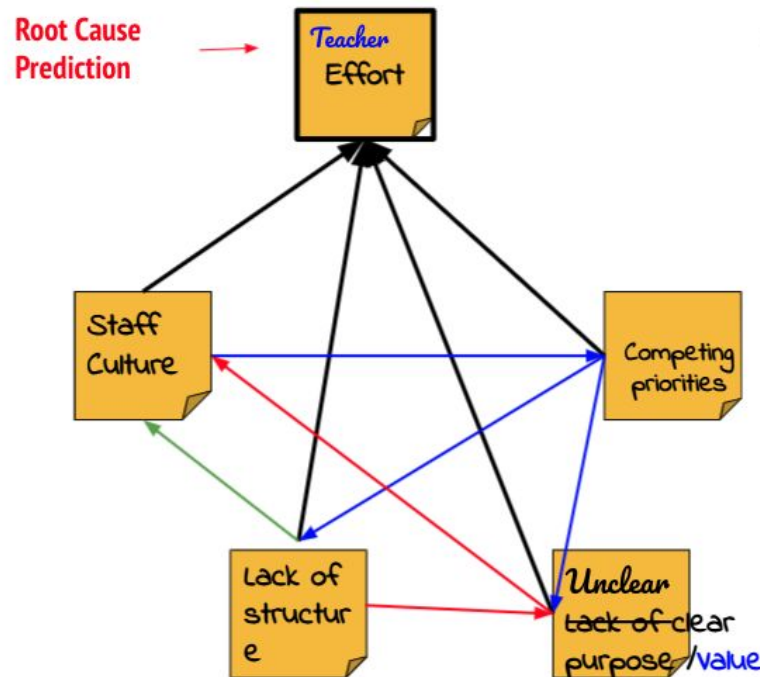 Root Cause
Prediction
Teacher
Effort
Staff
Culture
Competing
priorities
Lack of
structur
e
Unclear
Lack of clear
purpose /value